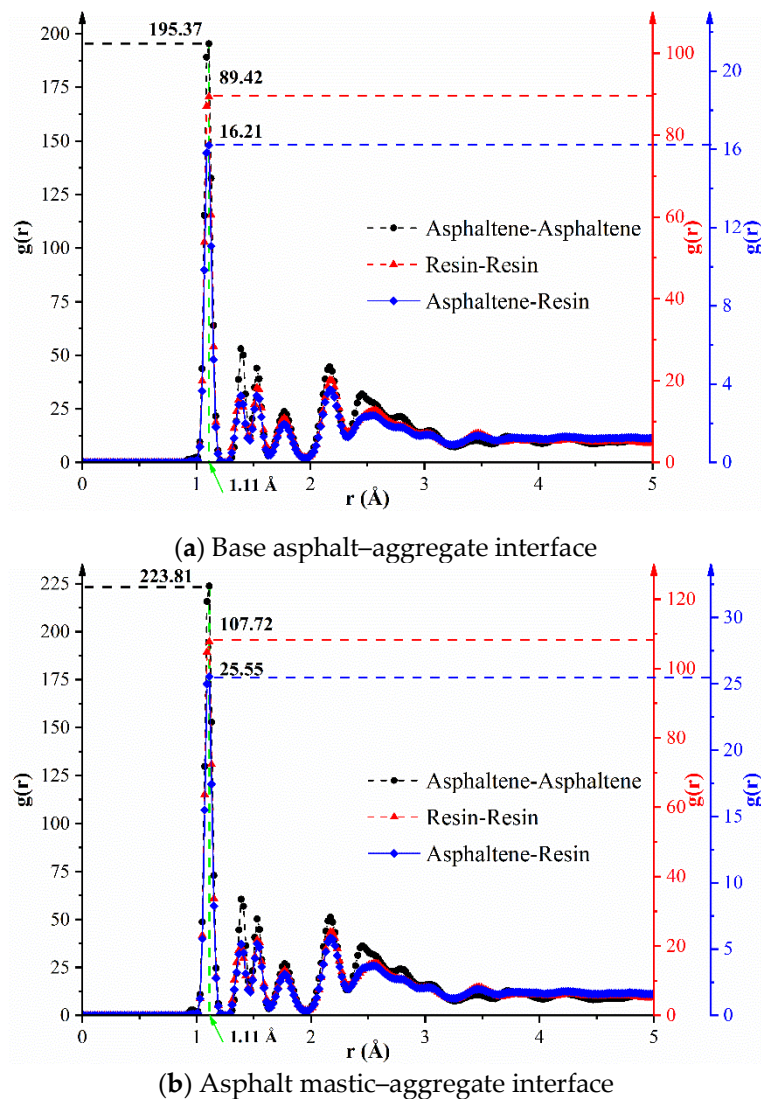 195.37
89.42
16.21
200
175
150
125
100
75
50
25
0
g(r)
Asphaltene-Asphaltene
Resin-Resin
Asphaltene-Resin
100
80
60
40
20
0
g(r)
20
16
12
8
4
0
g(r)
0 1 2 3 4 5
1.11 Å
r (Å)
(a) Base asphalt–aggregate interface
223.81
107.72
25.55
225
200
175
150
125
100
75
50
25
0
g(r)
Asphaltene-Asphaltene
Resin-Resin
Asphaltene-Resin
120
100
80
60
40
20
0
g(r)
30
25
20
15
10
5
0
g(r)
0 1 2 3 4 5
1.11 Å
r (Å)
(b) Asphalt mastic–aggregate interface